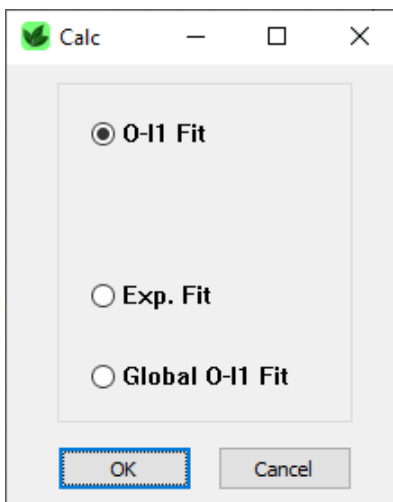 Calc
O-I1 Fit
Exp. Fit
Global O-I1 Fit
OK
Cancel